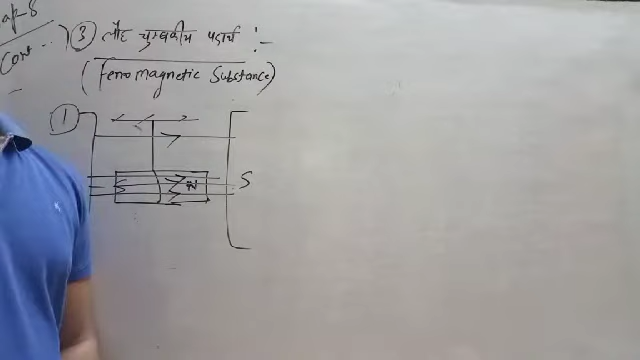 Cont...
③ लौह चुम्बकीय पदार्थ :-
(Ferromagnetic Substance)
①
S N S